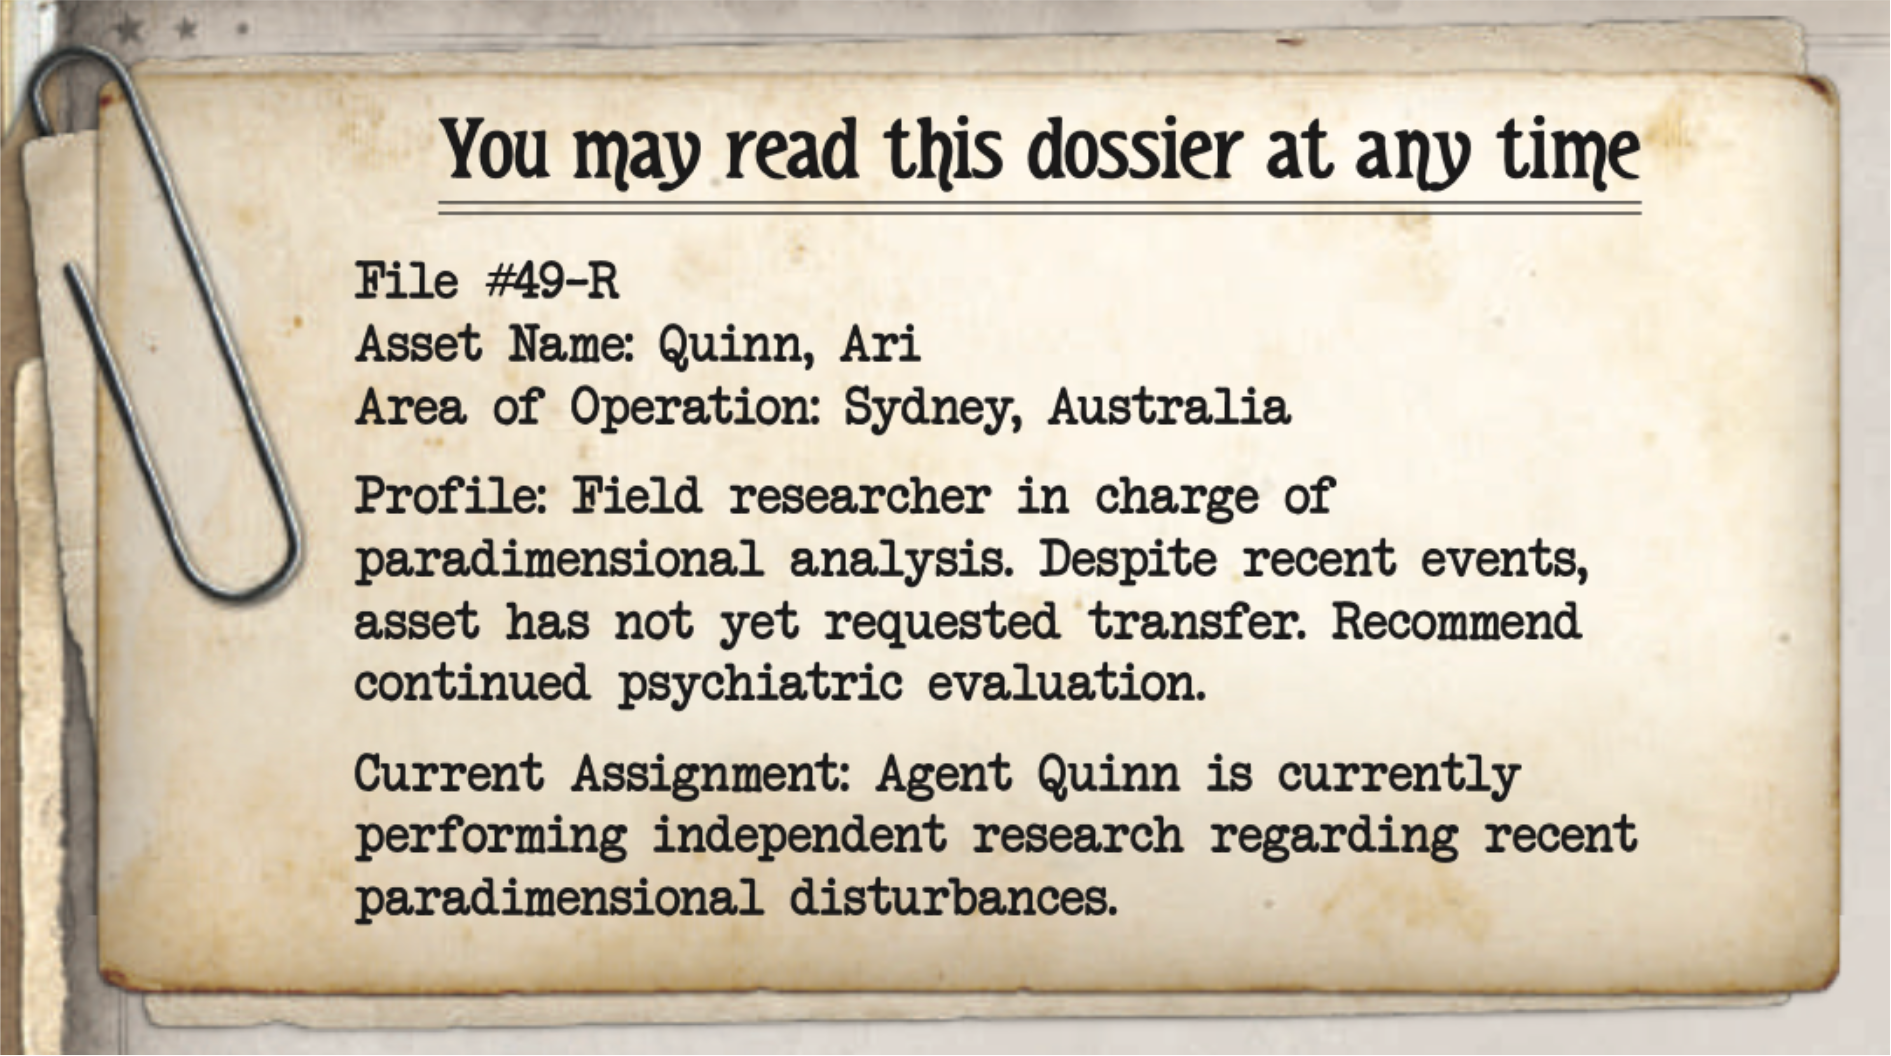 You may read this dossier at any time
File #49-R
Asset Name: Quinn, Ari
Area of Operation: Sydney, Australia
Profile: Field researcher in charge of
paradimensional analysis. Despite recent events,
asset has not yet requested transfer. Recommend
continued psychiatric evaluation.
Current Assignment: Agent Quinn is currently
performing independent research regarding recent
paradimensional disturbances.